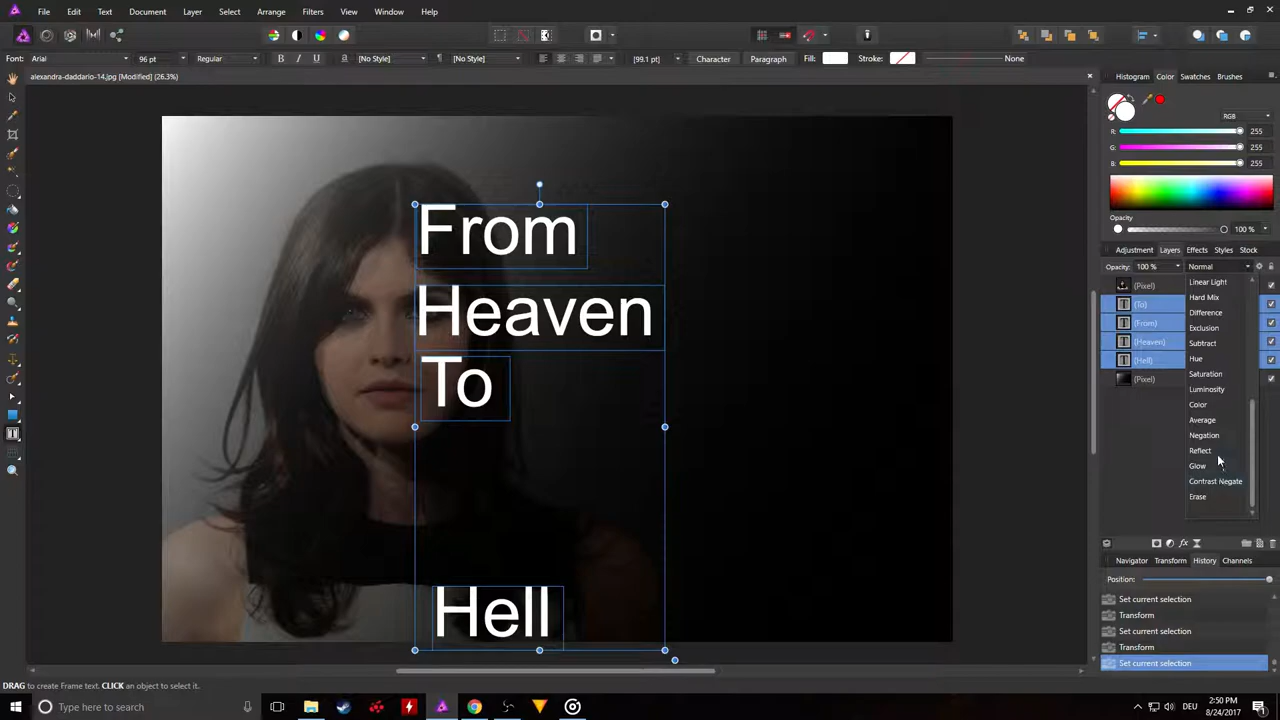 File Edit Text Document Layer Select Arrange Filters View Window Help
Font: Arial 96 pt Regular B I U [No Style] [No Style] [99.1 pt] Character Paragraph Fill: Stroke: None
alexandra-daddario-14.jpg [Modified] (26.3%)
Histogram Color Swatches Brushes
RGB
R: 255
G: 255
B: 255
Opacity
100 %
Adjustment Layers Effects Styles Stock
Opacity: 100 % Normal
(Pixel)
(To)
(From)
(Heaven)
(Hell)
(Pixel)
Linear Light
Hard Mix
Difference
Exclusion
Subtract
Hue
Saturation
Luminosity
Color
Average
Negation
Reflect
Glow
Contrast Negate
Erase
From
Heaven
To
Hell
Navigator Transform History Channels
Position:
Set current selection
Transform
Set current selection
Transform
Set current selection
DRAG to create Frame text. CLICK an object to select it.
Type here to search
DEU
2:50 PM
8/24/2017